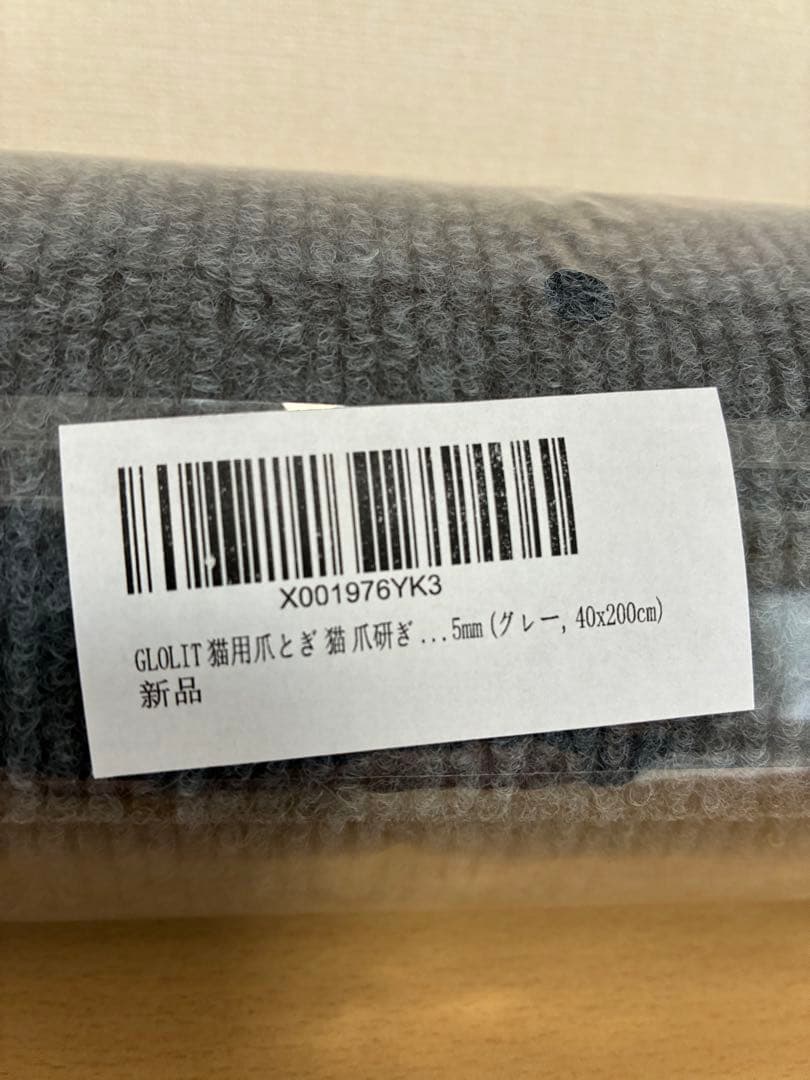 X001976YK3
GLOLIT 猫用爪とぎ 猫 爪研ぎ ...5mm (グレー, 40x200cm)
新品